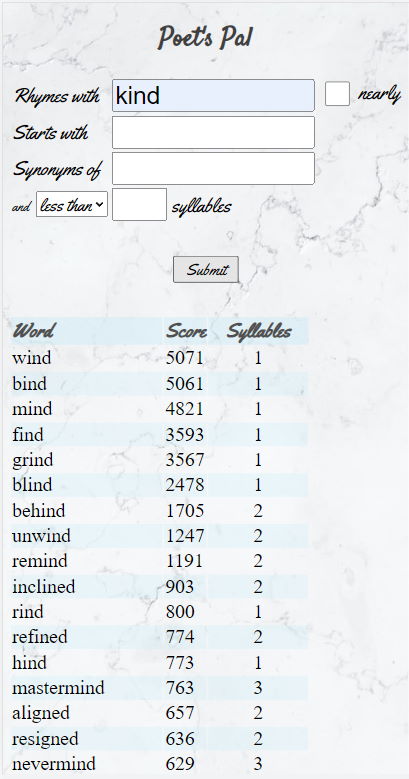 Poet's Pal
Rhymes with kind nearly
Starts with
Synonyms of
and less than syllables
Submit
Word Score Syllables
wind 5071 1
bind 5061 1
mind 4821 1
find 3593 1
grind 3567 1
blind 2478 1
behind 1705 2
unwind 1247 2
remind 1191 2
inclined 903 2
rind 800 1
refined 774 2
hind 773 1
mastermind 763 3
aligned 657 2
resigned 636 2
nevermind 629 3